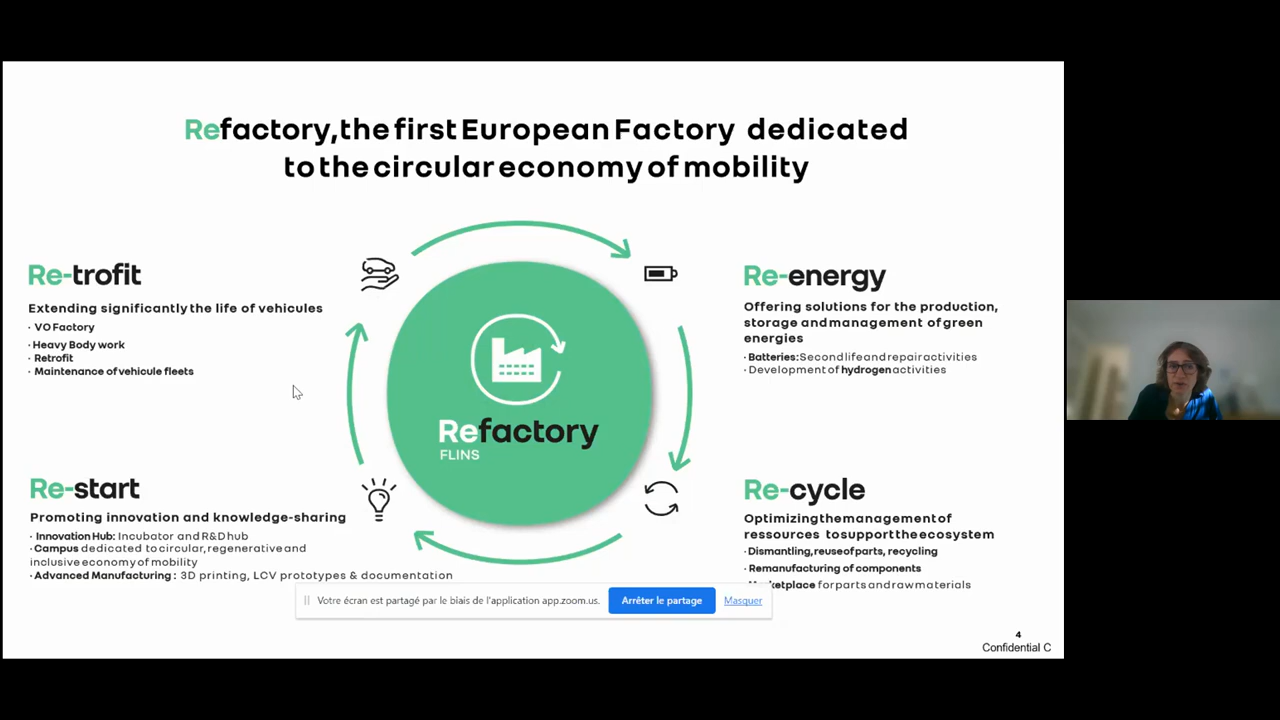 Refactory, the first European Factory dedicated
to the circular economy of mobility
Re-trofit
Extending significantly the life of vehicules
· VO Factory
· Heavy Body work
· Retrofit
· Maintenance of vehicule fleets
Re-energy
Offering solutions for the production,
storage and management of green
energies
· Batteries: Second life and repair activities
· Development of hydrogen activities
Refactory
FLINS
Re-start
Promoting innovation and knowledge-sharing
· Innovation Hub: Incubator and R&D hub
· Campus dedicated to circular, regenerative and
inclusive economy of mobility
· Advanced Manufacturing : 3D printing, LCV prototypes & documentation
Re-cycle
Optimizing the management of
ressources to support the ecosystem
· Dismantling, reuse of parts, recycling
· Remanufacturing of components
· Marketplace for parts and raw materials
Votre écran est partagé par le biais de l'application app.zoom.us.
Arrêter le partage
Masquer
4
Confidential C